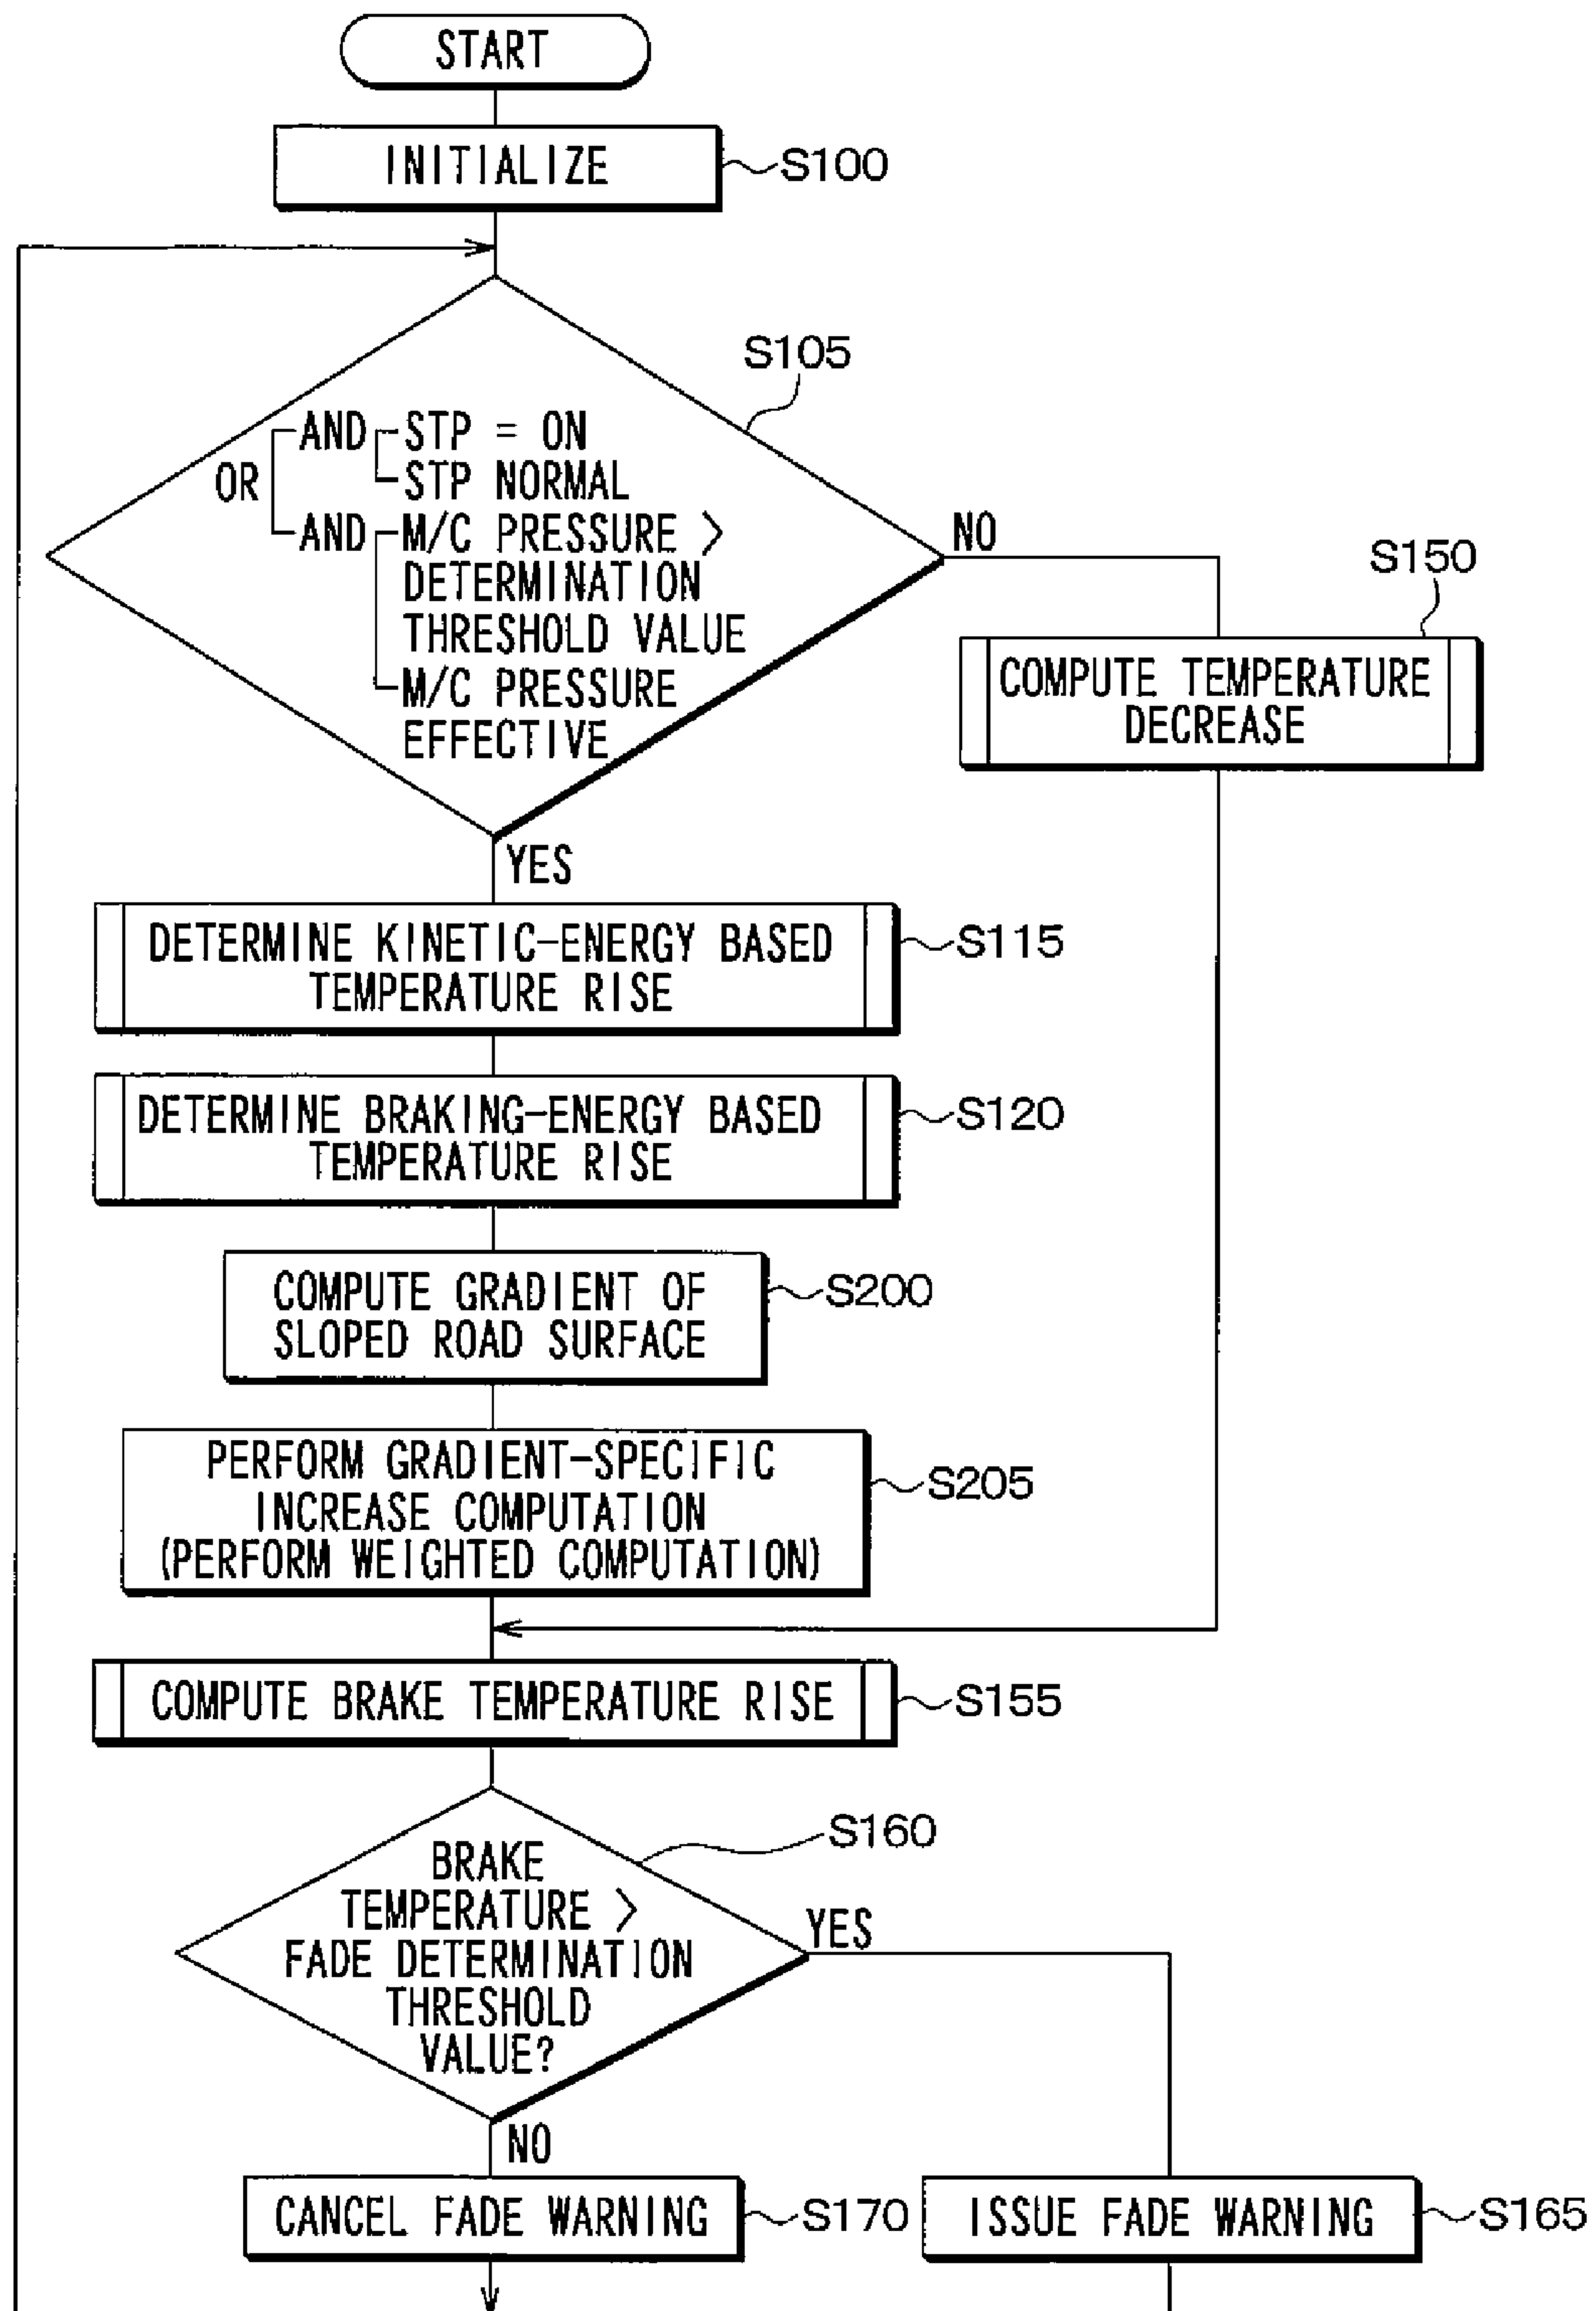 START
INITIALIZE
S100
S105
AND STP = ON
OR
STP NORMAL
AND M/C PRESSURE >
DETERMINATION
THRESHOLD VALUE
M/C PRESSURE
EFFECTIVE
NO
S150
COMPUTE TEMPERATURE
DECREASE
YES
DETERMINE KINETIC-ENERGY BASED
TEMPERATURE RISE
S115
DETERMINE BRAKING-ENERGY BASED
TEMPERATURE RISE
S120
COMPUTE GRADIENT OF
SLOPED ROAD SURFACE
S200
PERFORM GRADIENT-SPECIFIC
INCREASE COMPUTATION
(PERFORM WEIGHTED COMPUTATION)
S205
COMPUTE BRAKE TEMPERATURE RISE
S155
S160
BRAKE
TEMPERATURE >
FADE DETERMINATION
THRESHOLD
VALUE?
YES
NO
CANCEL FADE WARNING
S170
ISSUE FADE WARNING
S165